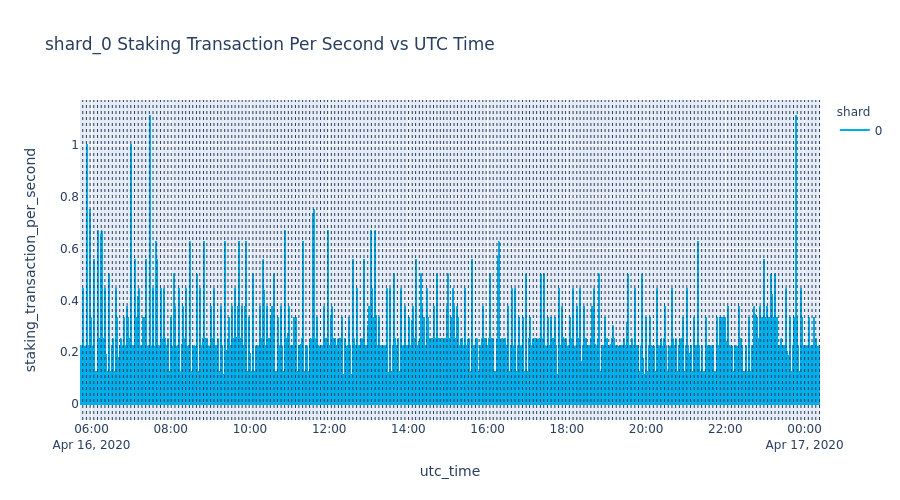 shard_0 Staking Transaction Per Second vs UTC Time
shard
0
staking_transaction_per_second
1
0.8
0.6
0.4
0.2
0
06:00
08:00
10:00
12:00
14:00
16:00
18:00
20:00
22:00
00:00
Apr 16, 2020
Apr 17, 2020
utc_time